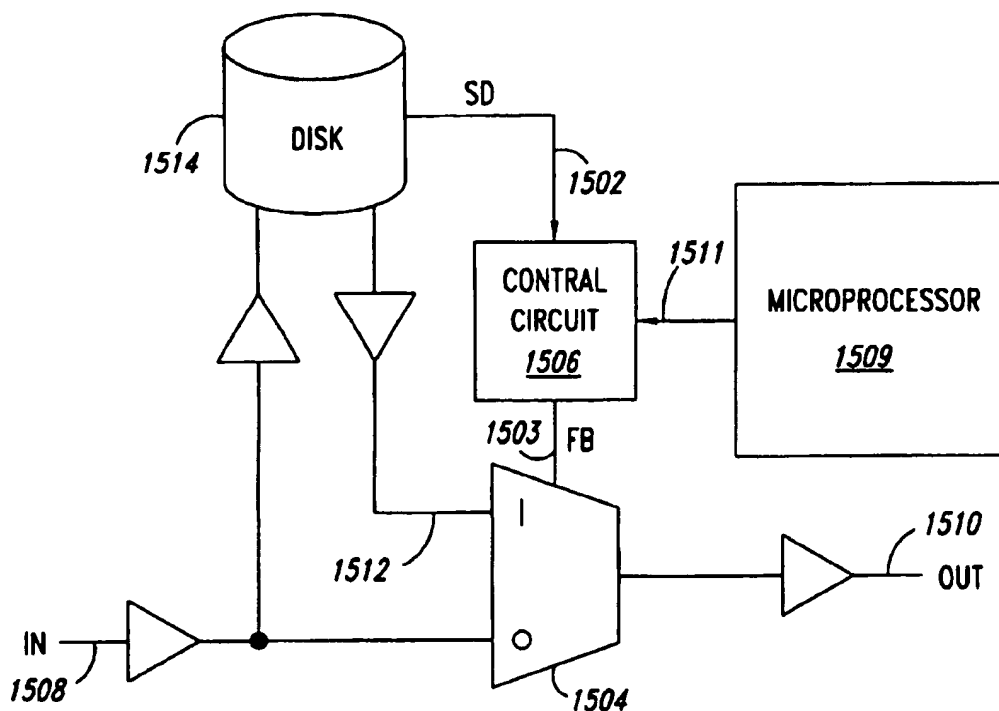 SD
DISK
1514
1502
1511
CONTRAL
CIRCUIT
1506
MICROPROCESSOR
1509
1503
FB
1
1512
1510
OUT
IN
0
1508
1504